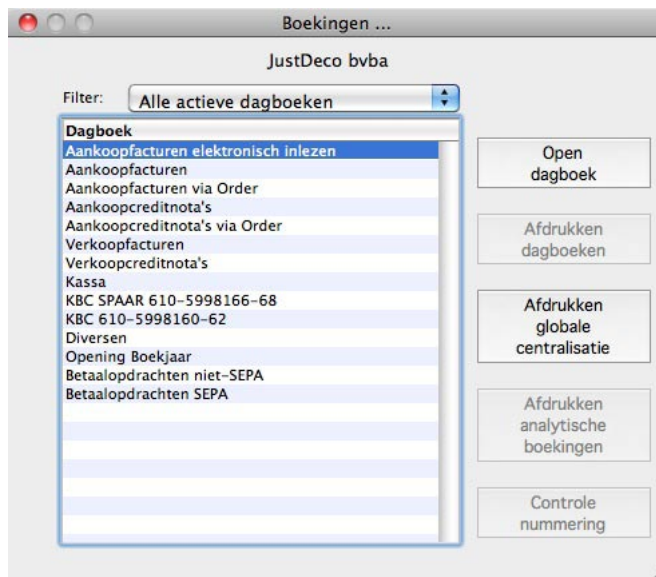 Boekingen ...
JustDeco bvba
Filter:
Alle actieve dagboeken
Dagboek
Aankoopfacturen elektronisch inlezen
Aankoopfacturen
Aankoopfacturen via Order
Aankoopcreditnota's
Aankoopcreditnota's via Order
Verkoopfacturen
Verkoopcreditnota's
Kassa
KBC SPAAR 610-5998166-68
KBC 610-5998160-62
Diversen
Opening Boekjaar
Betaalopdrachten niet-SEPA
Betaalopdrachten SEPA
Open
dagboek
Afdrukken
dagboeken
Afdrukken
globale
centralisatie
Afdrukken
analytische
boekingen
Controle
nummering